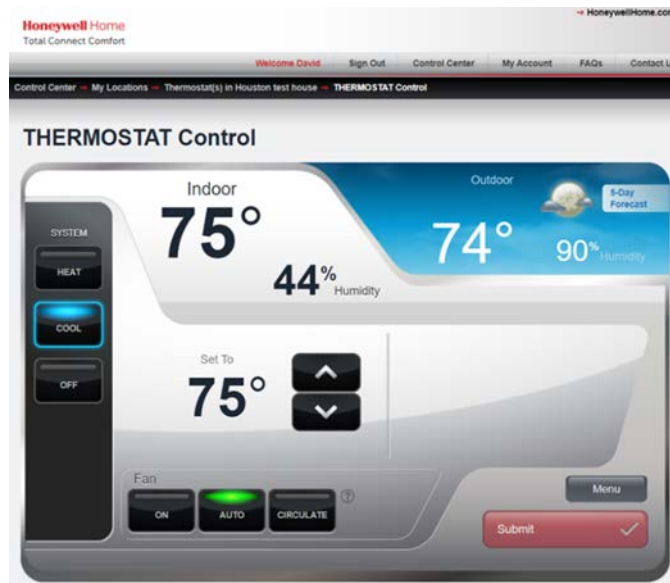 → HoneywellHome.com
Honeywell Home
Total Connect Comfort
Welcome David Sign Out Control Center My Account FAQs Contact U
Control Center → My Locations → Thermostat(s) in Houston test house → THERMOSTAT Control
THERMOSTAT Control
Indoor
75°
44% Humidity
Outdoor
74°
90% Humidity
5-Day
Forecast
SYSTEM
HEAT
COOL
OFF
Set To
75°
Fan
ON AUTO CIRCULATE ?
Menu
Submit